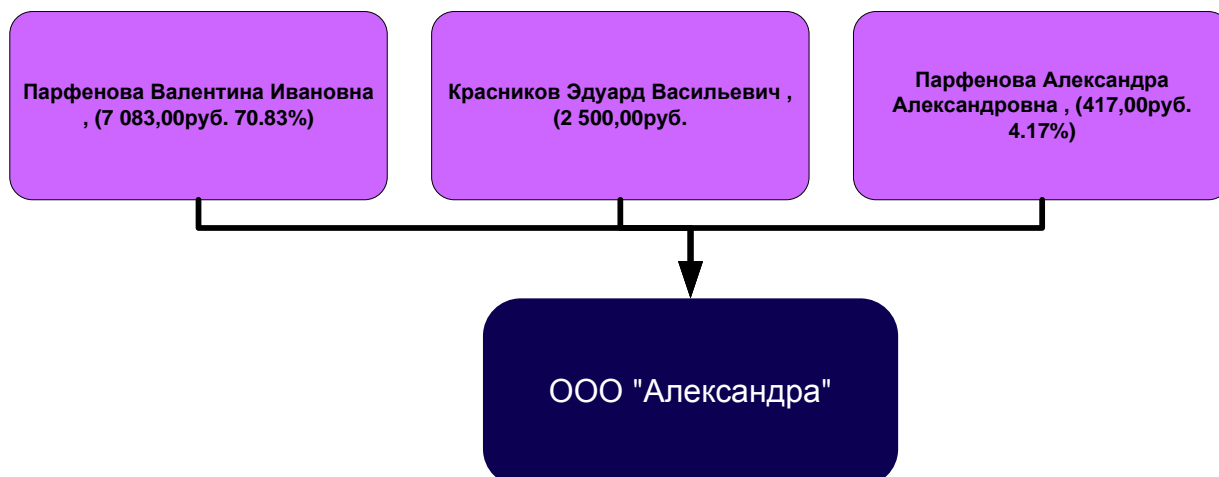 Парфенова Валентина Ивановна
, (7 083,00руб. 70.83%)
Красников Эдуард Васильевич ,
(2 500,00руб.
Парфенова Александра
Александровна , (417,00руб.
4.17%)
ООО "Александра"